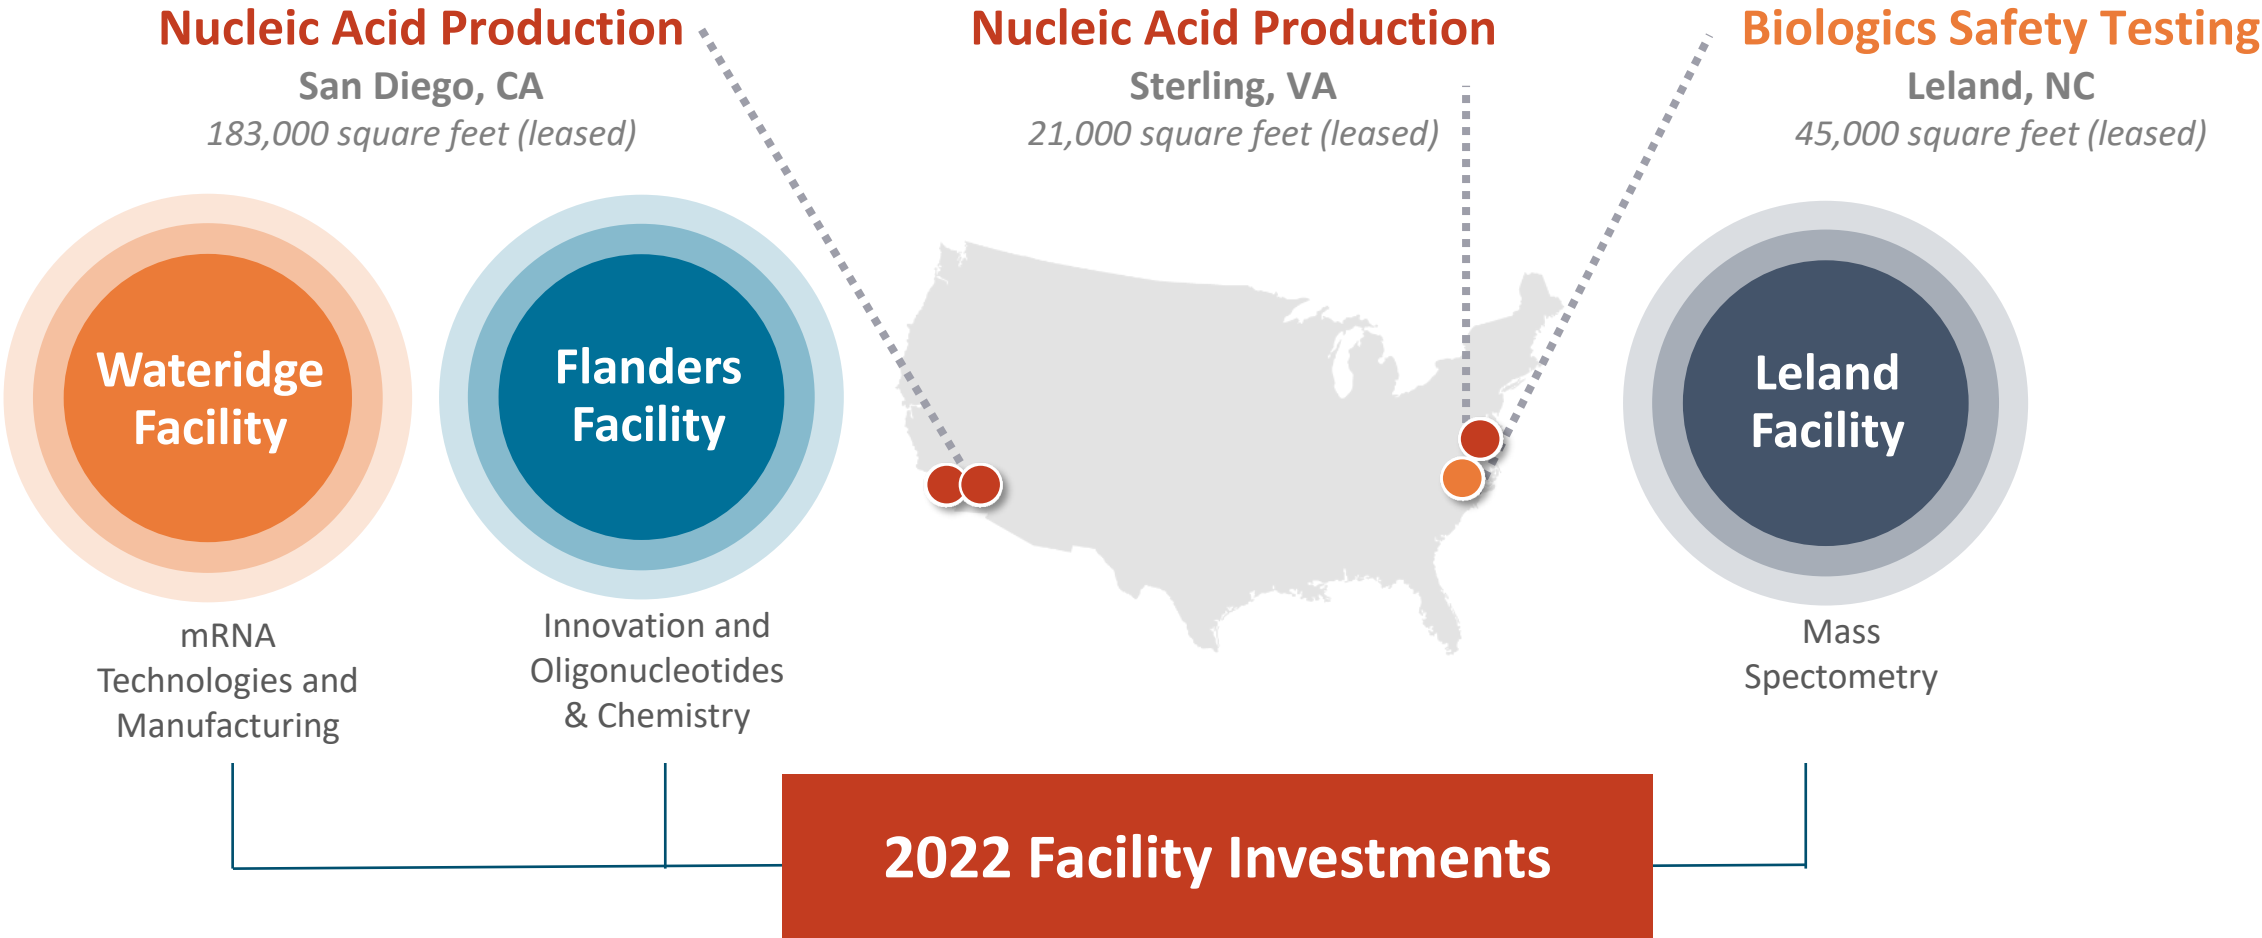 Nucleic Acid Production
San Diego, CA
183,000 square feet (leased)
Nucleic Acid Production
Sterling, VA
21,000 square feet (leased)
Biologics Safety Testing
Leland, NC
45,000 square feet (leased)
Wateridge
Facility
Flanders
Facility
Leland
Facility
mRNA
Technologies and
Manufacturing
Innovation and
Oligonucleotides
& Chemistry
Mass
Spectometry
2022 Facility Investments